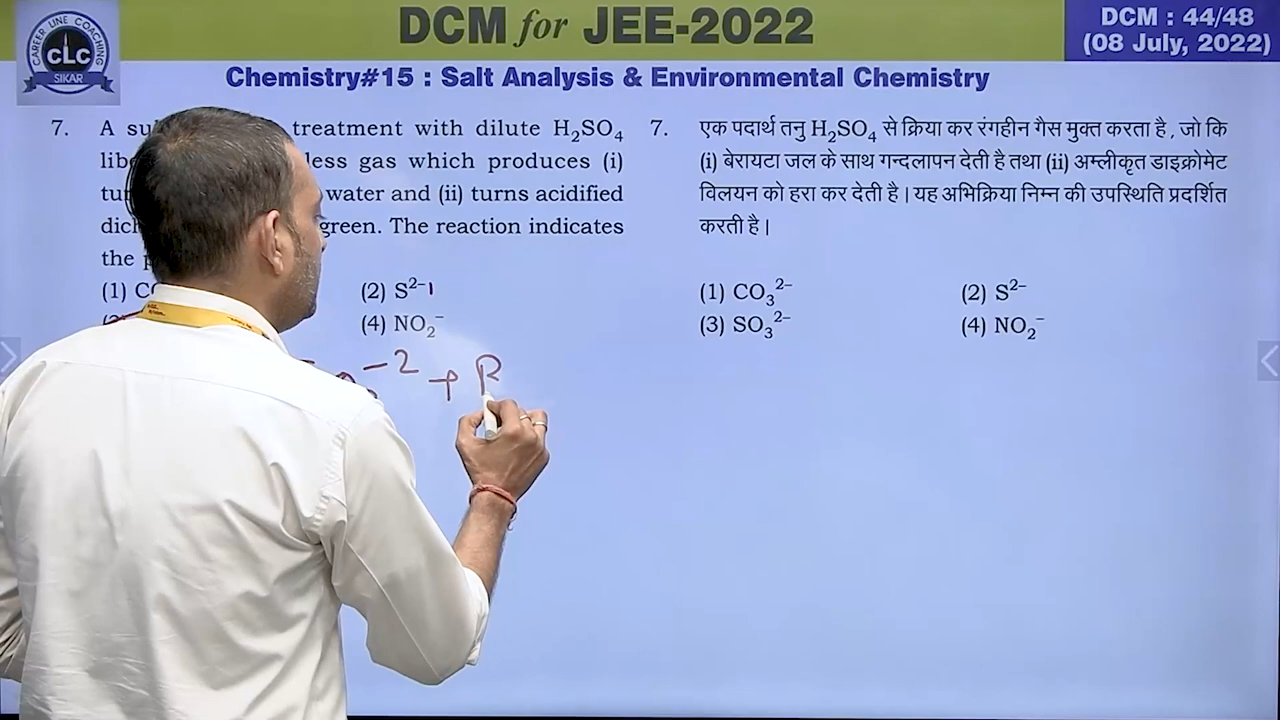 DCM for JEE-2022
DCM : 44/48
(08 July, 2022)
CAREER LINE COACHING
CLC
SIKAR
Chemistry#15 : Salt Analysis & Environmental Chemistry
7. A treatment with dilute H₂SO₄
less gas which produces (i)
water and (ii) turns acidified
green. The reaction indicates
the
(1) (2) S²⁻
(4) NO₂⁻
⁻² +
7. एक पदार्थ तनु H₂SO₄ से क्रिया कर रंगहीन गैस मुक्त करता है, जो कि
(i) बेरायटा जल के साथ गन्दलापन देती है तथा (ii) अम्लीकृत डाइक्रोमेट
विलयन को हरा कर देती है। यह अभिक्रिया निम्न की उपस्थिति प्रदर्शित
करती है।
(1) CO₃²⁻ (2) S²⁻
(3) SO₃²⁻ (4) NO₂⁻